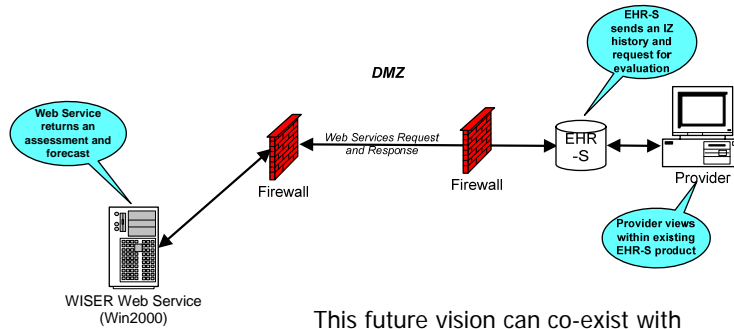 EHR-S
sends an IZ
history and
request for
evaluation
DMZ
Web Service
returns an
assessment and
forecast
Web Services Request
and Response
EHR
-S
Firewall
Firewall
Provider
Provider views
within existing
EHR-S product
WISER Web Service
(Win2000)
This future vision can co-exist with